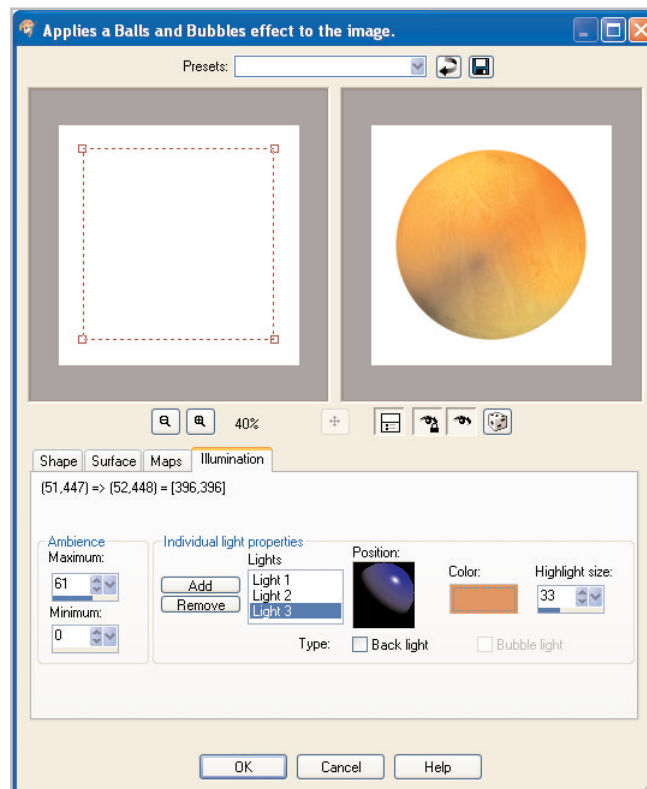 Applies a Balls and Bubbles effect to the image.
Presets:
40%
Shape Surface Maps Illumination
(51,447) => (52,448) = [396,396]
Ambience
Maximum:
61
Minimum:
0
Individual light properties
Add
Remove
Lights
Light 1
Light 2
Light 3
Position:
Color:
Highlight size:
33
Type: Back light Bubble light
OK Cancel Help